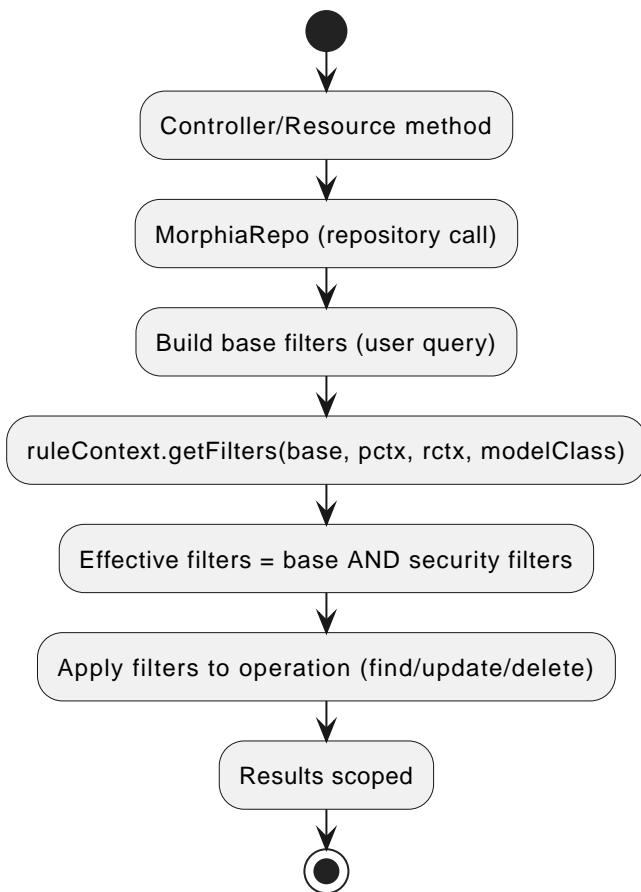 Controller/Resource method
MorphiaRepo (repository call)
Build base filters (user query)
ruleContext.getFilters(base, pctx, rctx, modelClass)
Effective filters = base AND security filters
Apply filters to operation (find/update/delete)
Results scoped